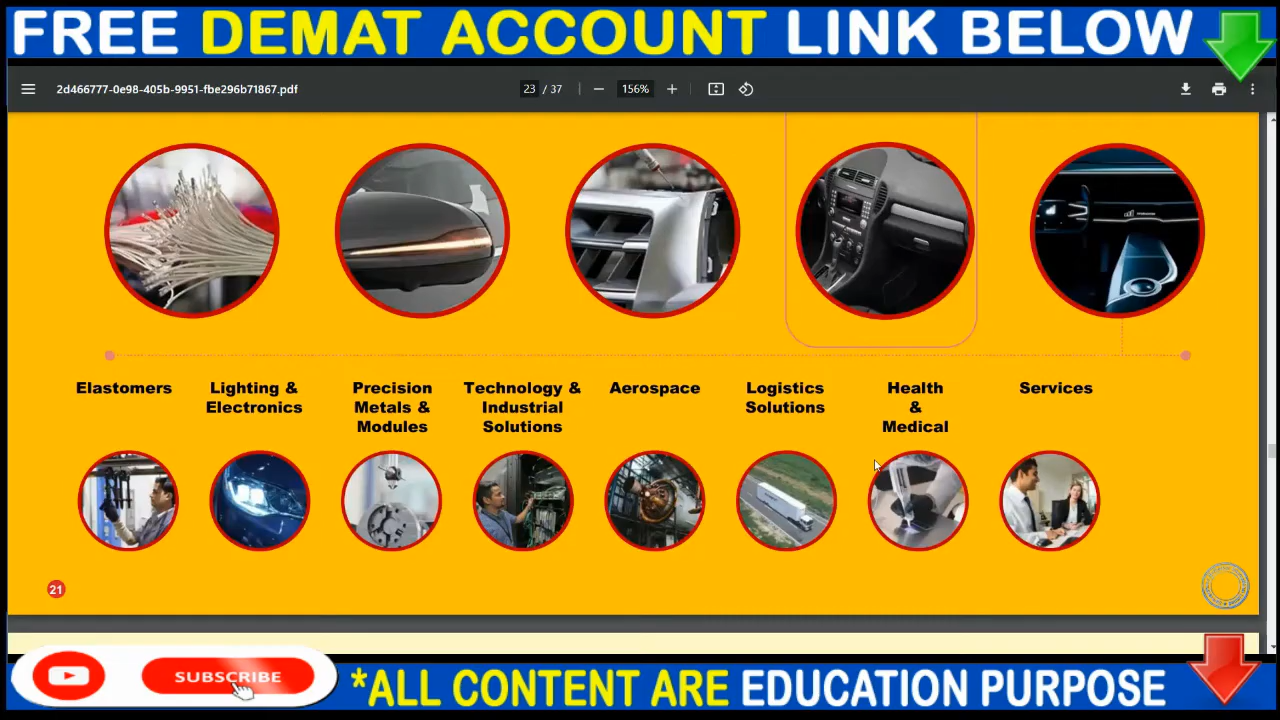 FREE DEMAT ACCOUNT LINK BELOW
2d466777-0e98-405b-9951-fbe296b71867.pdf
23 / 37
156%
Elastomers
Lighting &
Electronics
Precision
Metals &
Modules
Technology &
Industrial
Solutions
Aerospace
Logistics
Solutions
Health
&
Medical
Services
21
SUBSCRIBE
*ALL CONTENT ARE EDUCATION PURPOSE